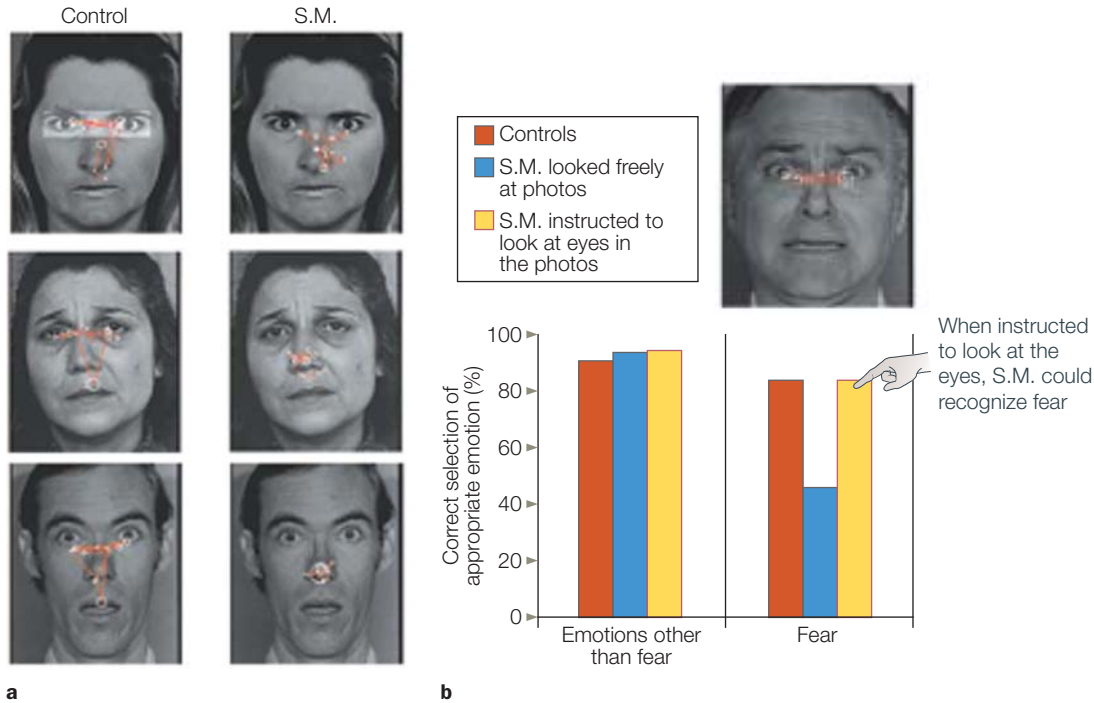 Control
S.M.
Controls
S.M. looked freely
at photos
S.M. instructed to
look at eyes in
the photos
Correct selection of
appropriate emotion (%)
100
80
60
40
20
0
Emotions other
than fear
Fear
When instructed
to look at the
eyes, S.M. could
recognize fear
a
b